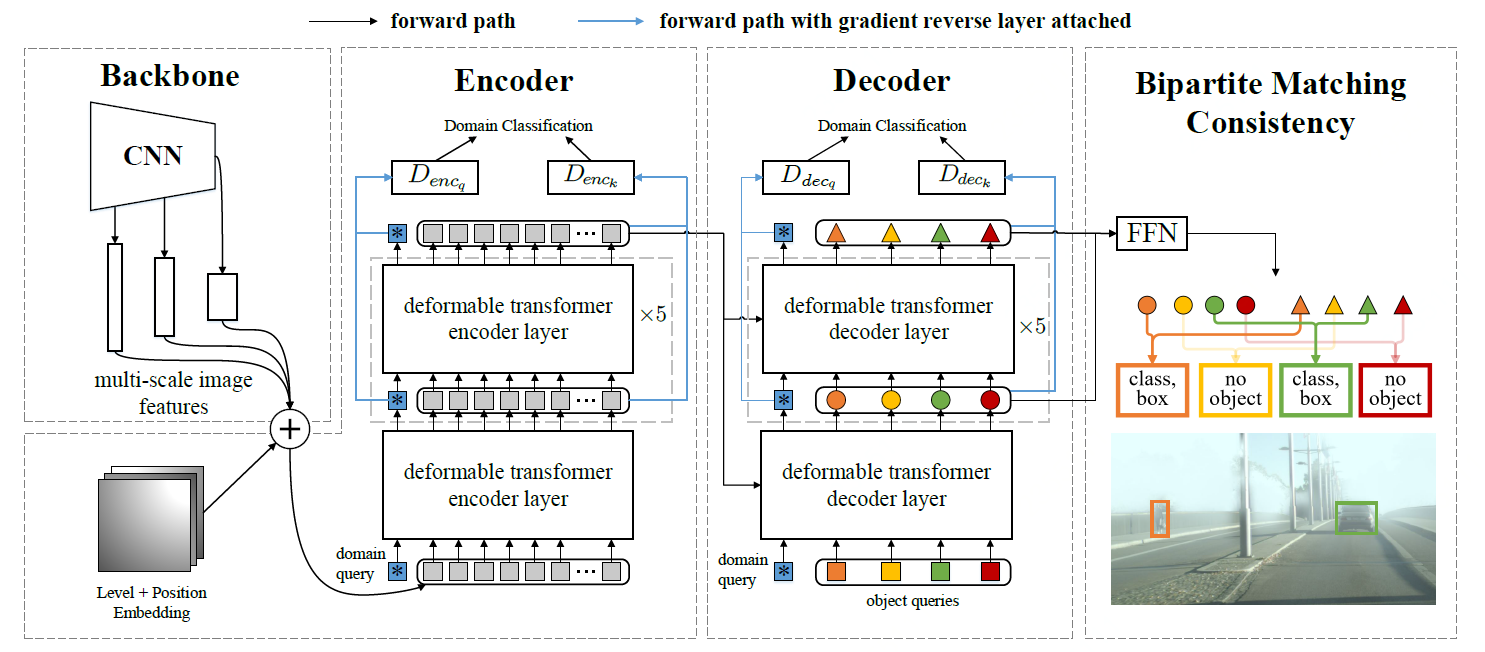 forward path
forward path with gradient reverse layer attached
Backbone
CNN
multi-scale image
features
+
Level + Position
Embedding
Encoder
Domain Classification
D_{enc_q}
D_{enc_k}
*
...
deformable transformer
encoder layer
×5
*
...
deformable transformer
encoder layer
domain
query
*
...
Decoder
Domain Classification
D_{dec_q}
D_{dec_k}
*
deformable transformer
decoder layer
×5
*
deformable transformer
decoder layer
domain
query
*
object queries
Bipartite Matching
Consistency
FFN
class,
box
no
object
class,
box
no
object